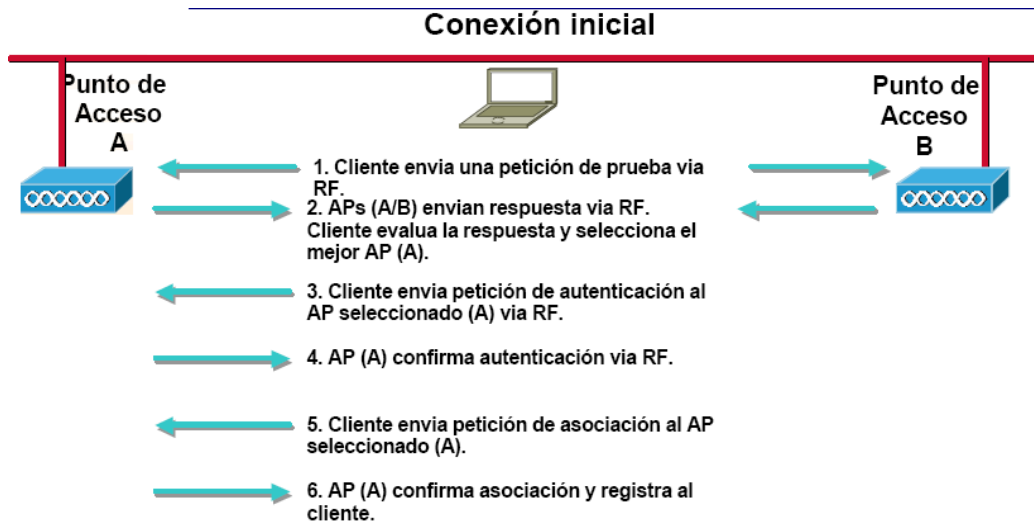 Conexión inicial
Punto de
Acceso
A
Punto de
Acceso
B
1. Cliente envia una petición de prueba via
RF.
2. APs (A/B) envian respuesta via RF.
Cliente evalua la respuesta y selecciona el
mejor AP (A).
3. Cliente envia petición de autenticación al
AP seleccionado (A) via RF.
4. AP (A) confirma autenticación via RF.
5. Cliente envia petición de asociación al AP
seleccionado (A).
6. AP (A) confirma asociación y registra al
cliente.